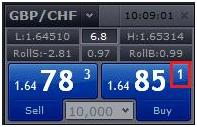 GBP/CHF 10:09:01
L:1.64510 6.8 H:1.65314
RollS:-2.81 0.97 RollB:0.99
1.64 78 3 1.64 85 1
Sell 10,000 Buy